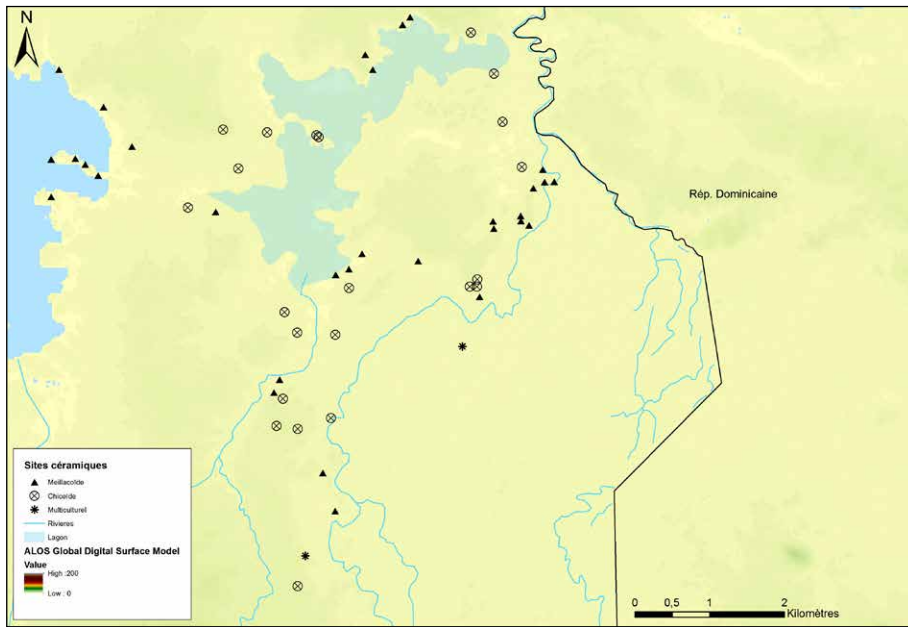 N
Rép. Dominicaine
Sites céramiques
Meillacoïde
Chicoïde
Multiculturel
Rivieres
Lagon
ALOS Global Digital Surface Model
Value
High :200
Low : 0
0 0,5 1 2
Kilomètres